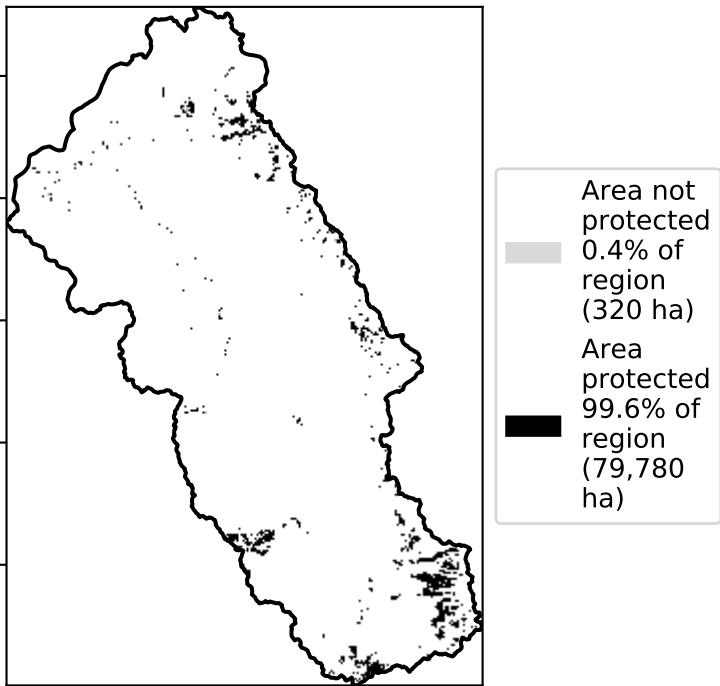 Area not
protected
0.4% of
region
(320 ha)
Area
protected
99.6% of
region
(79,780
ha)